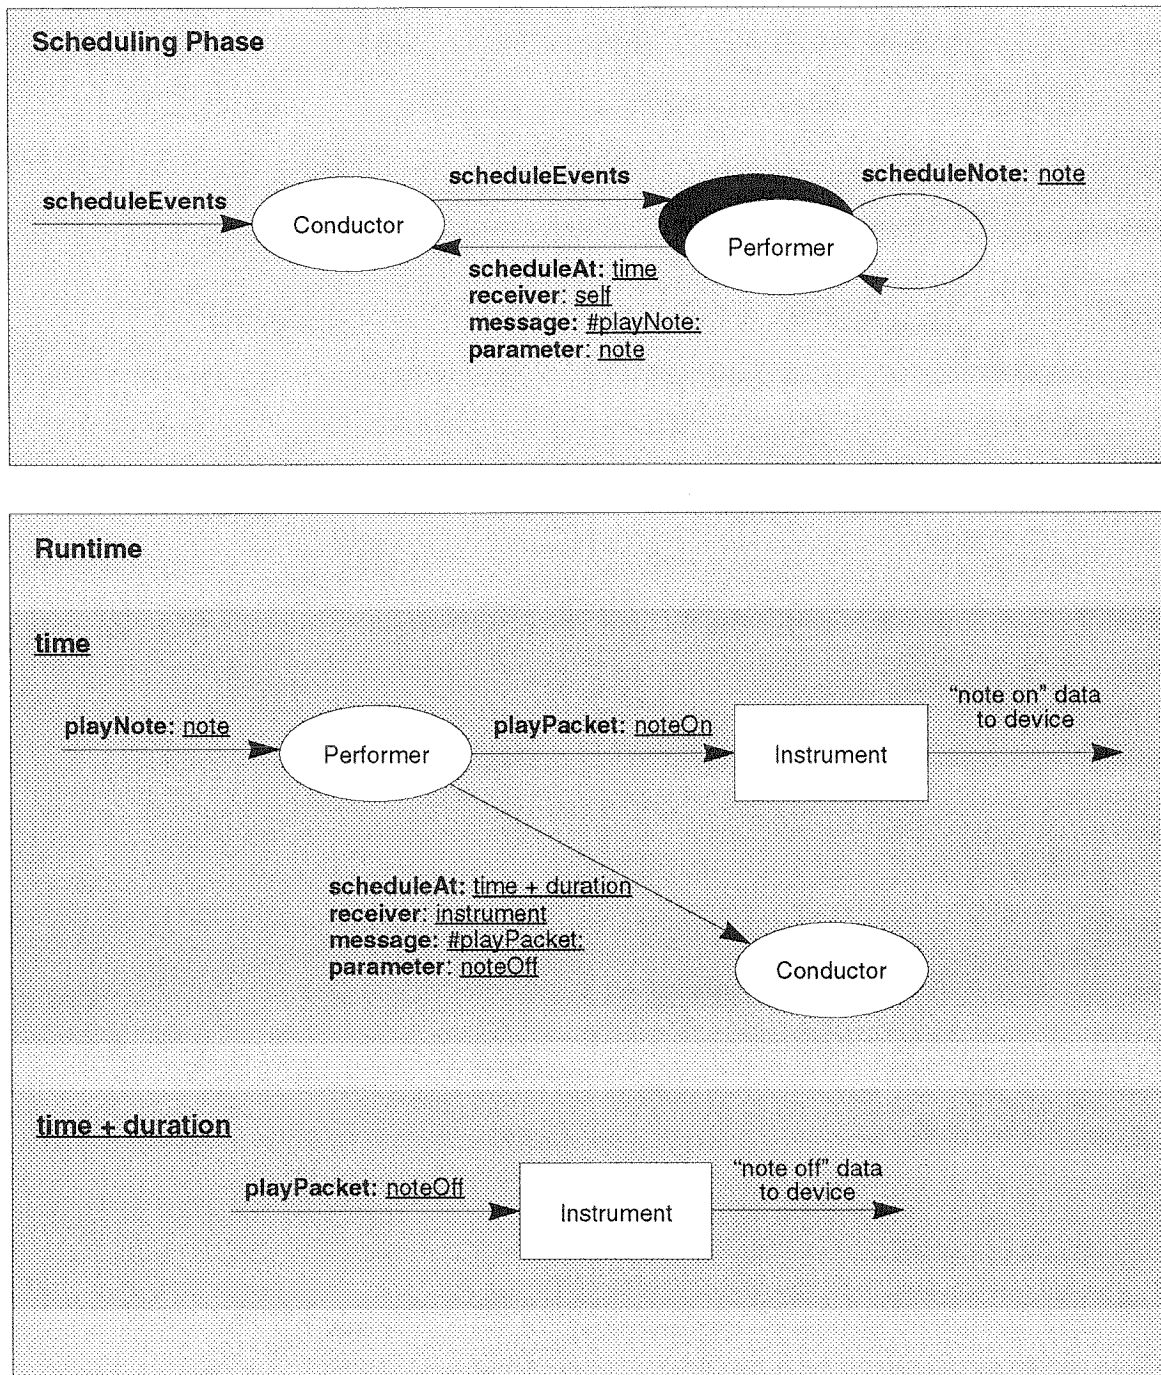 Scheduling Phase
scheduleEvents
Conductor
scheduleEvents
scheduleAt: time
receiver: self
message: #playNote:
parameter: note
Performer
scheduleNote: note
Runtime
time
playNote: note
Performer
playPacket: noteOn
Instrument
"note on" data
to device
scheduleAt: time + duration
receiver: instrument
message: #playPacket:
parameter: noteOff
Conductor
time + duration
playPacket: noteOff
Instrument
"note off" data
to device